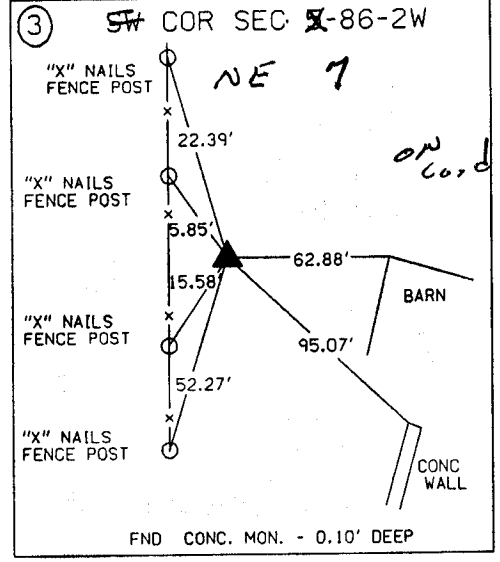 3 SW COR SEC -86-2W
NE 7
"X" NAILS
FENCE POST
22.39'
on
"X" NAILS
FENCE POST
5.85'
62.88'
15.58'
BARN
"X" NAILS
FENCE POST
95.07'
52.27'
"X" NAILS
FENCE POST
CONC
WALL
FND CONC. MON. - 0.10' DEEP